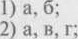 1) а, б;
2) а, в, г;